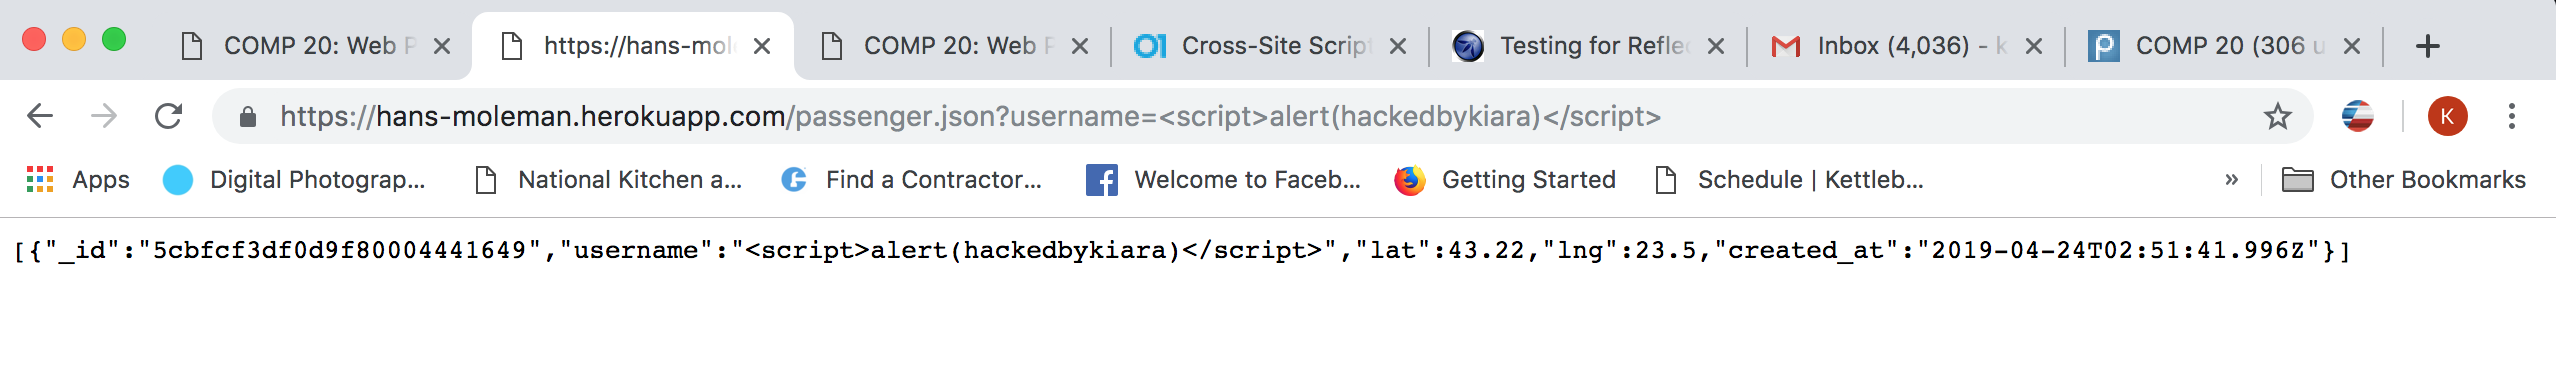 COMP 20: Web P https://hans-mol COMP 20: Web P Cross-Site Script Testing for Reflec Inbox (4,036) - k COMP 20 (306 u
https://hans-moleman.herokuapp.com/passenger.json?username=<script>alert(hackedbykiara)</script> K
Apps Digital Photograp... National Kitchen a... Find a Contractor... Welcome to Faceb... Getting Started Schedule | Kettleb... » Other Bookmarks
[{"_id":"5cbfcf3df0d9f80004441649","username":"<script>alert(hackedbykiara)</script>","lat":43.22,"lng":23.5,"created_at":"2019-04-24T02:51:41.996Z"}]